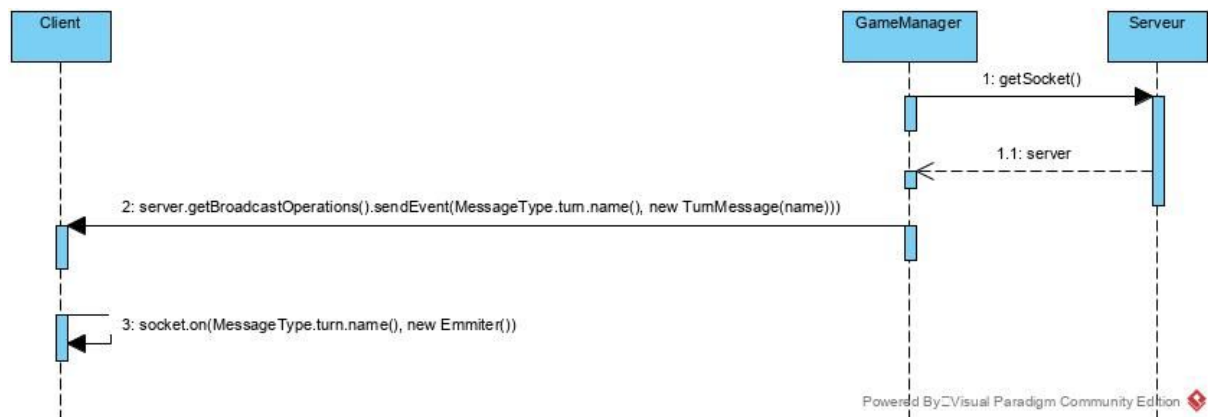 Client
GameManager
Serveur
1: getSocket()
1.1: server
2: server.getBroadcastOperations().sendEvent(MessageType.turn.name(), new TurnMessage(name)))
3: socket.on(MessageType.turn.name(), new Emmiter())
Powered By Visual Paradigm Community Edition